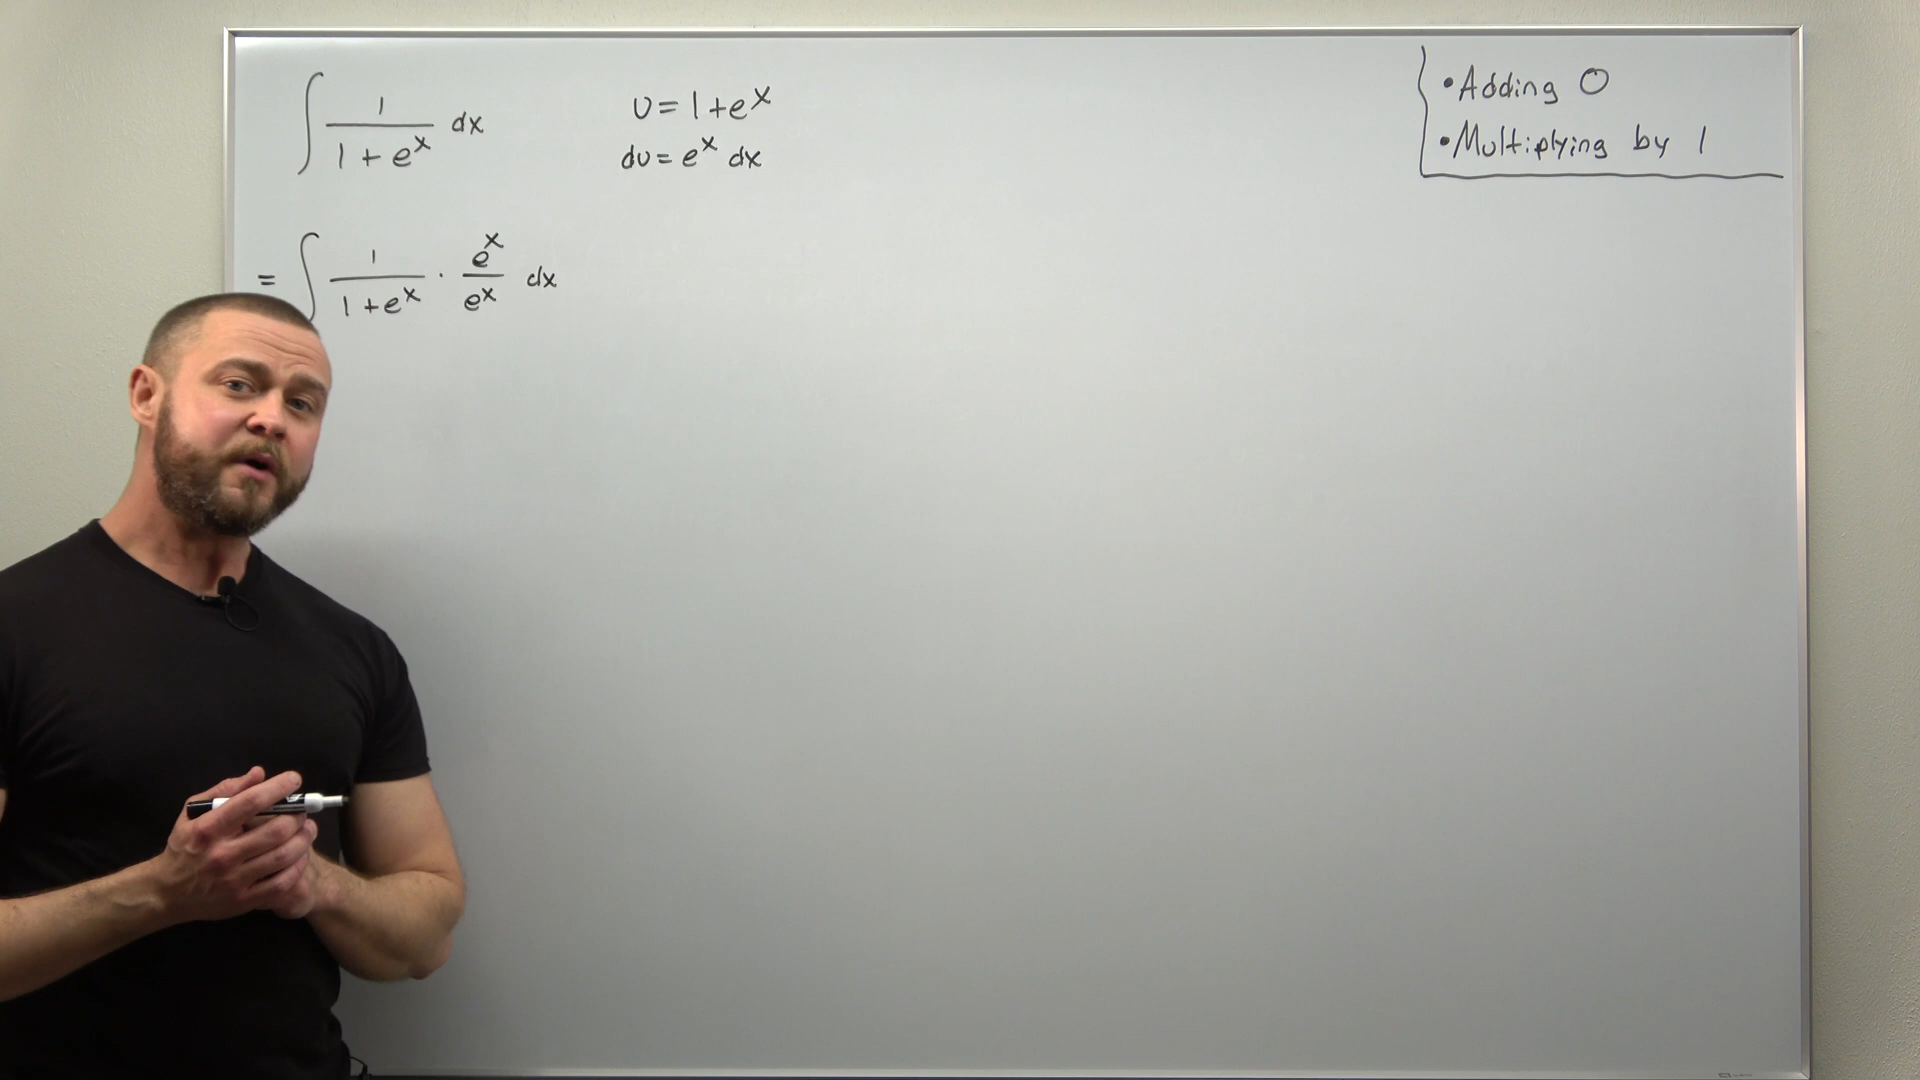 ∫ 1/(1 + e^x) dx
u = 1 + e^x
du = e^x dx
= ∫ 1/(1 + e^x) · e^x/e^x dx
• Adding 0
• Multiplying by 1